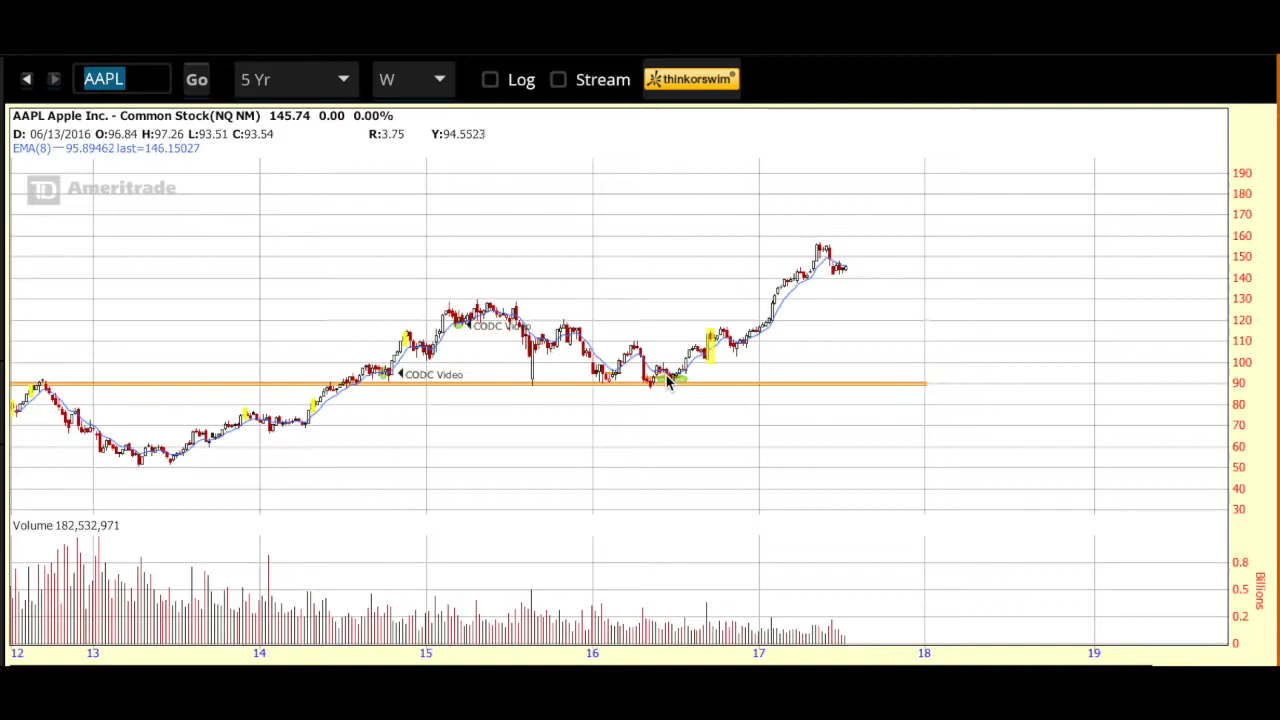 AAPL Go 5 Yr W Log Stream thinkorswim®
AAPL Apple Inc. - Common Stock(NQ NM) 145.74 0.00 0.00%
D: 06/13/2016 O:96.84 H:97.26 L:93.51 C:93.54 R:3.75 Y:94.5523
EMA(8) — 95.89462 last=146.15027
TD Ameritrade
190
180
170
160
150
140
130
120
110
100
90
80
70
60
50
40
30
CODC Video
CODC Video
Volume 182,532,971
0.8
0.5
0.2
0
Billions
12 13 14 15 16 17 18 19